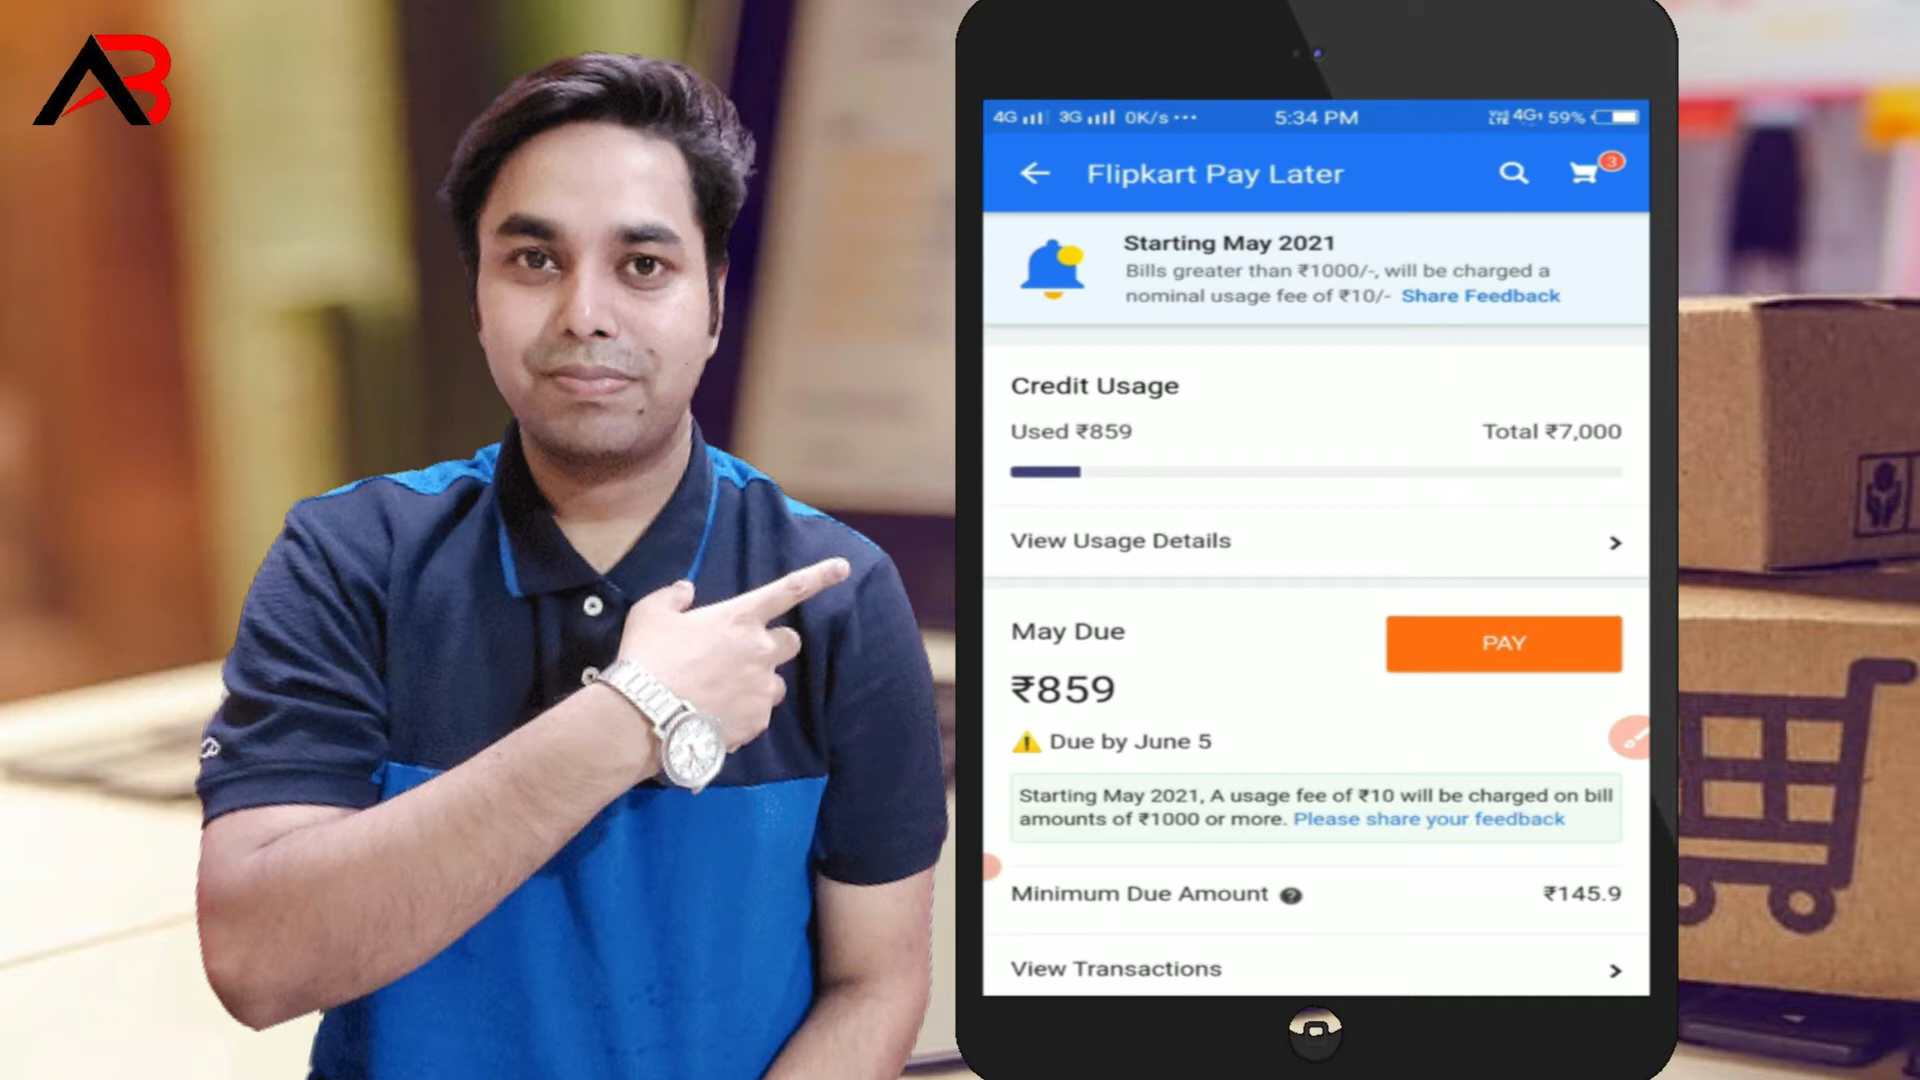 AB
4G 3G 0K/s ... 5:34 PM 4G 59%
Flipkart Pay Later
3
Starting May 2021
Bills greater than ₹1000/-, will be charged a
nominal usage fee of ₹10/- Share Feedback
Credit Usage
Used ₹859 Total ₹7,000
View Usage Details
May Due
PAY
₹859
Due by June 5
Starting May 2021, A usage fee of ₹10 will be charged on bill
amounts of ₹1000 or more. Please share your feedback
Minimum Due Amount ?
₹145.9
View Transactions